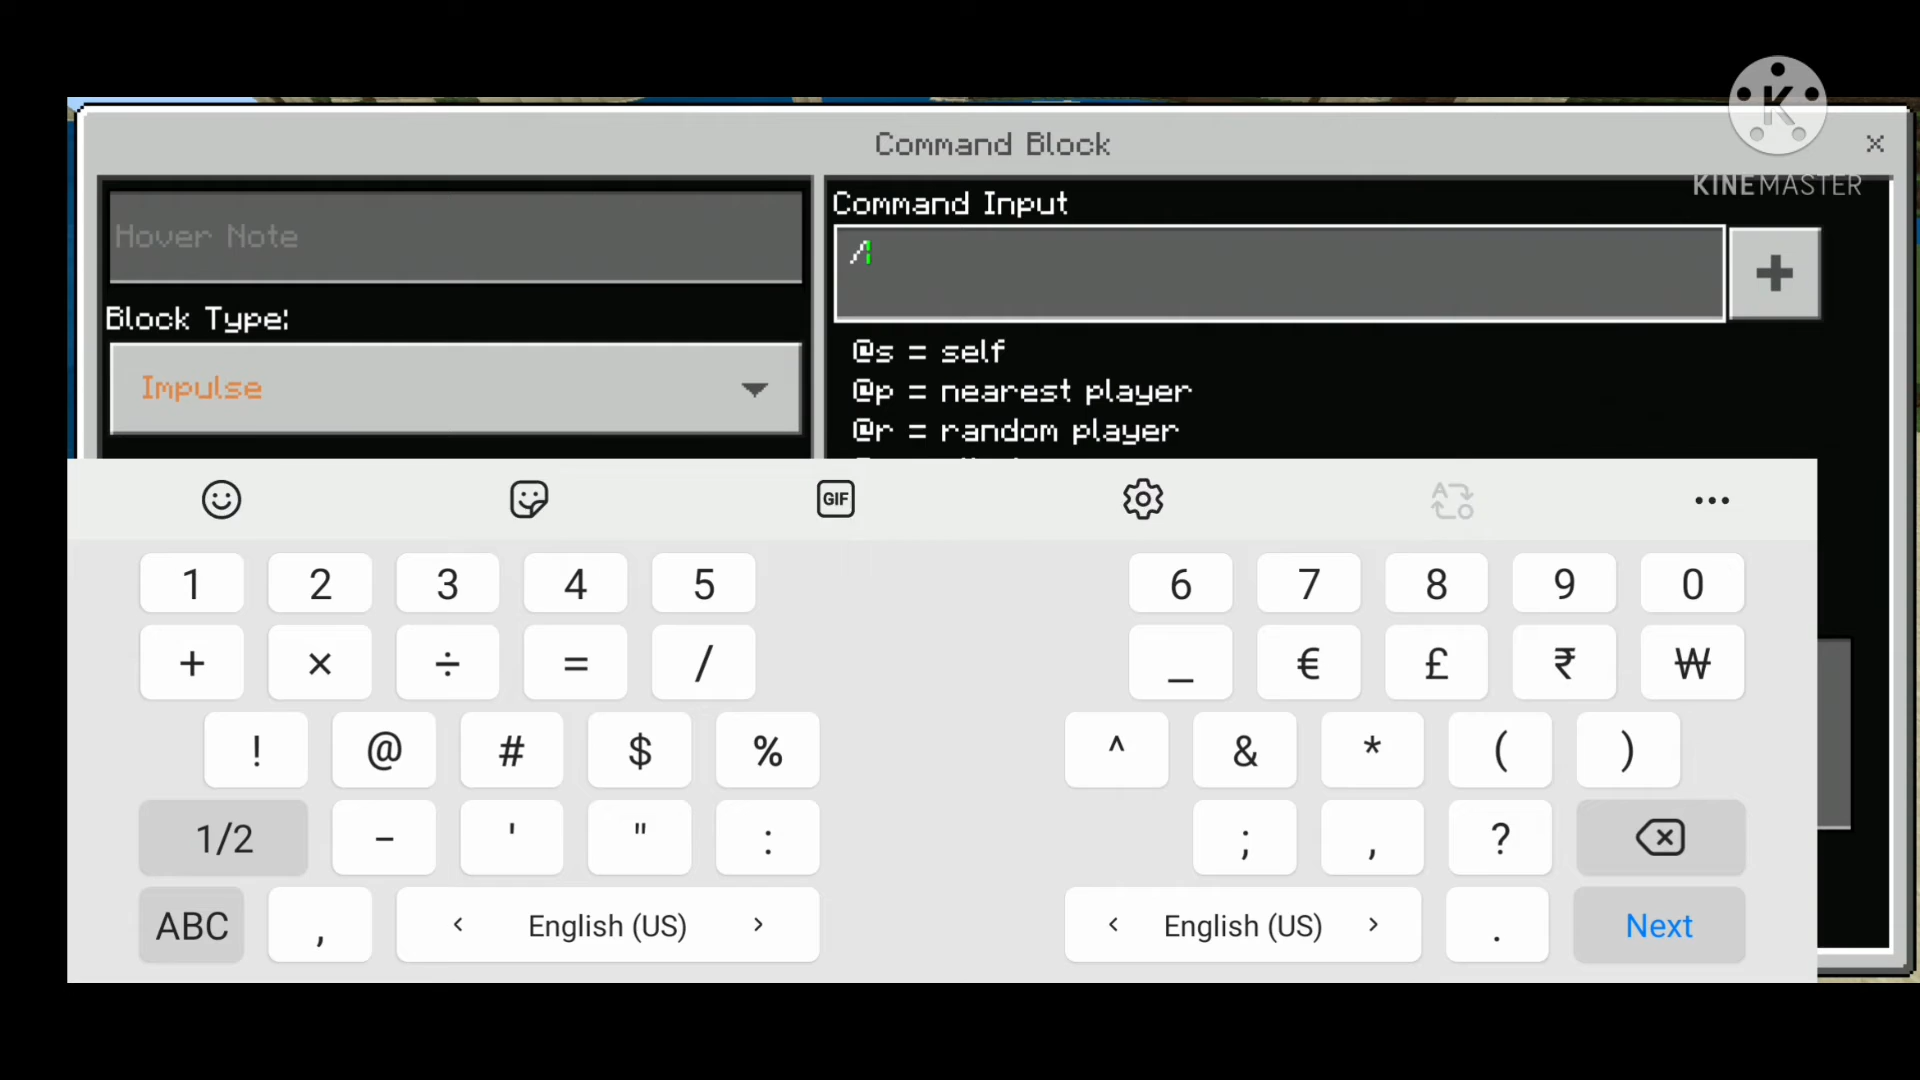 KINEMASTER
Command Block
Hover Note
Block Type:
Impulse
Command Input
/
@s = self
@p = nearest player
@r = random player
GIF
1 2 3 4 5 6 7 8 9 0
+ × ÷ = / _ € £ ₹ ₩
! @ # $ % ^ & * ( )
1/2 - ' " : ; , ?
ABC , < English (US) > < English (US) > . Next